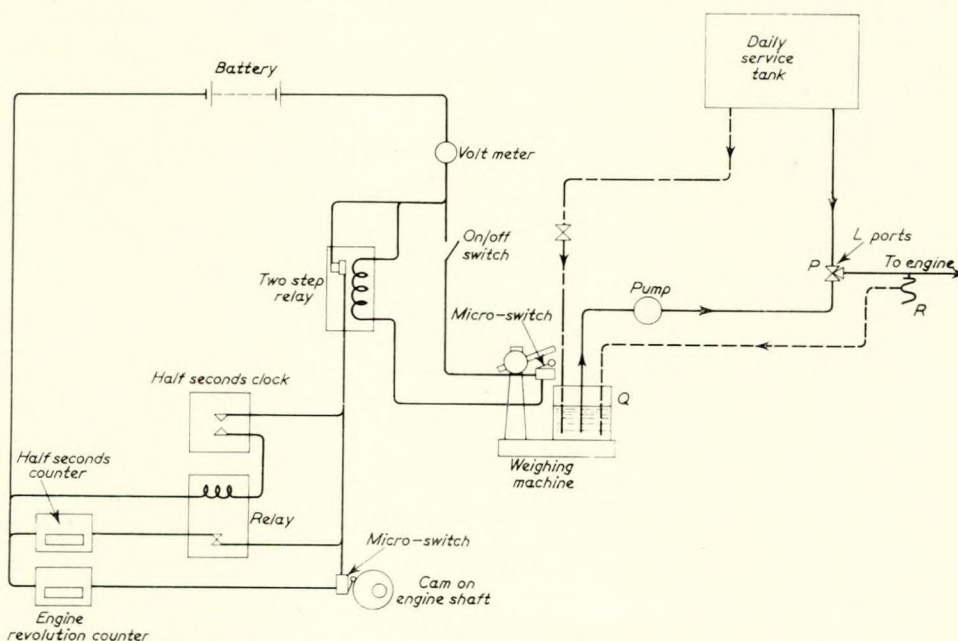 Daily
service
tank
Battery
Volt meter
L ports
P
To engine
On/off
switch
Two step
relay
Pump
R
Micro-switch
Half seconds clock
Q
Half seconds
counter
Weighing
machine
Relay
Micro-switch
Cam on
engine shaft
Engine
revolution counter